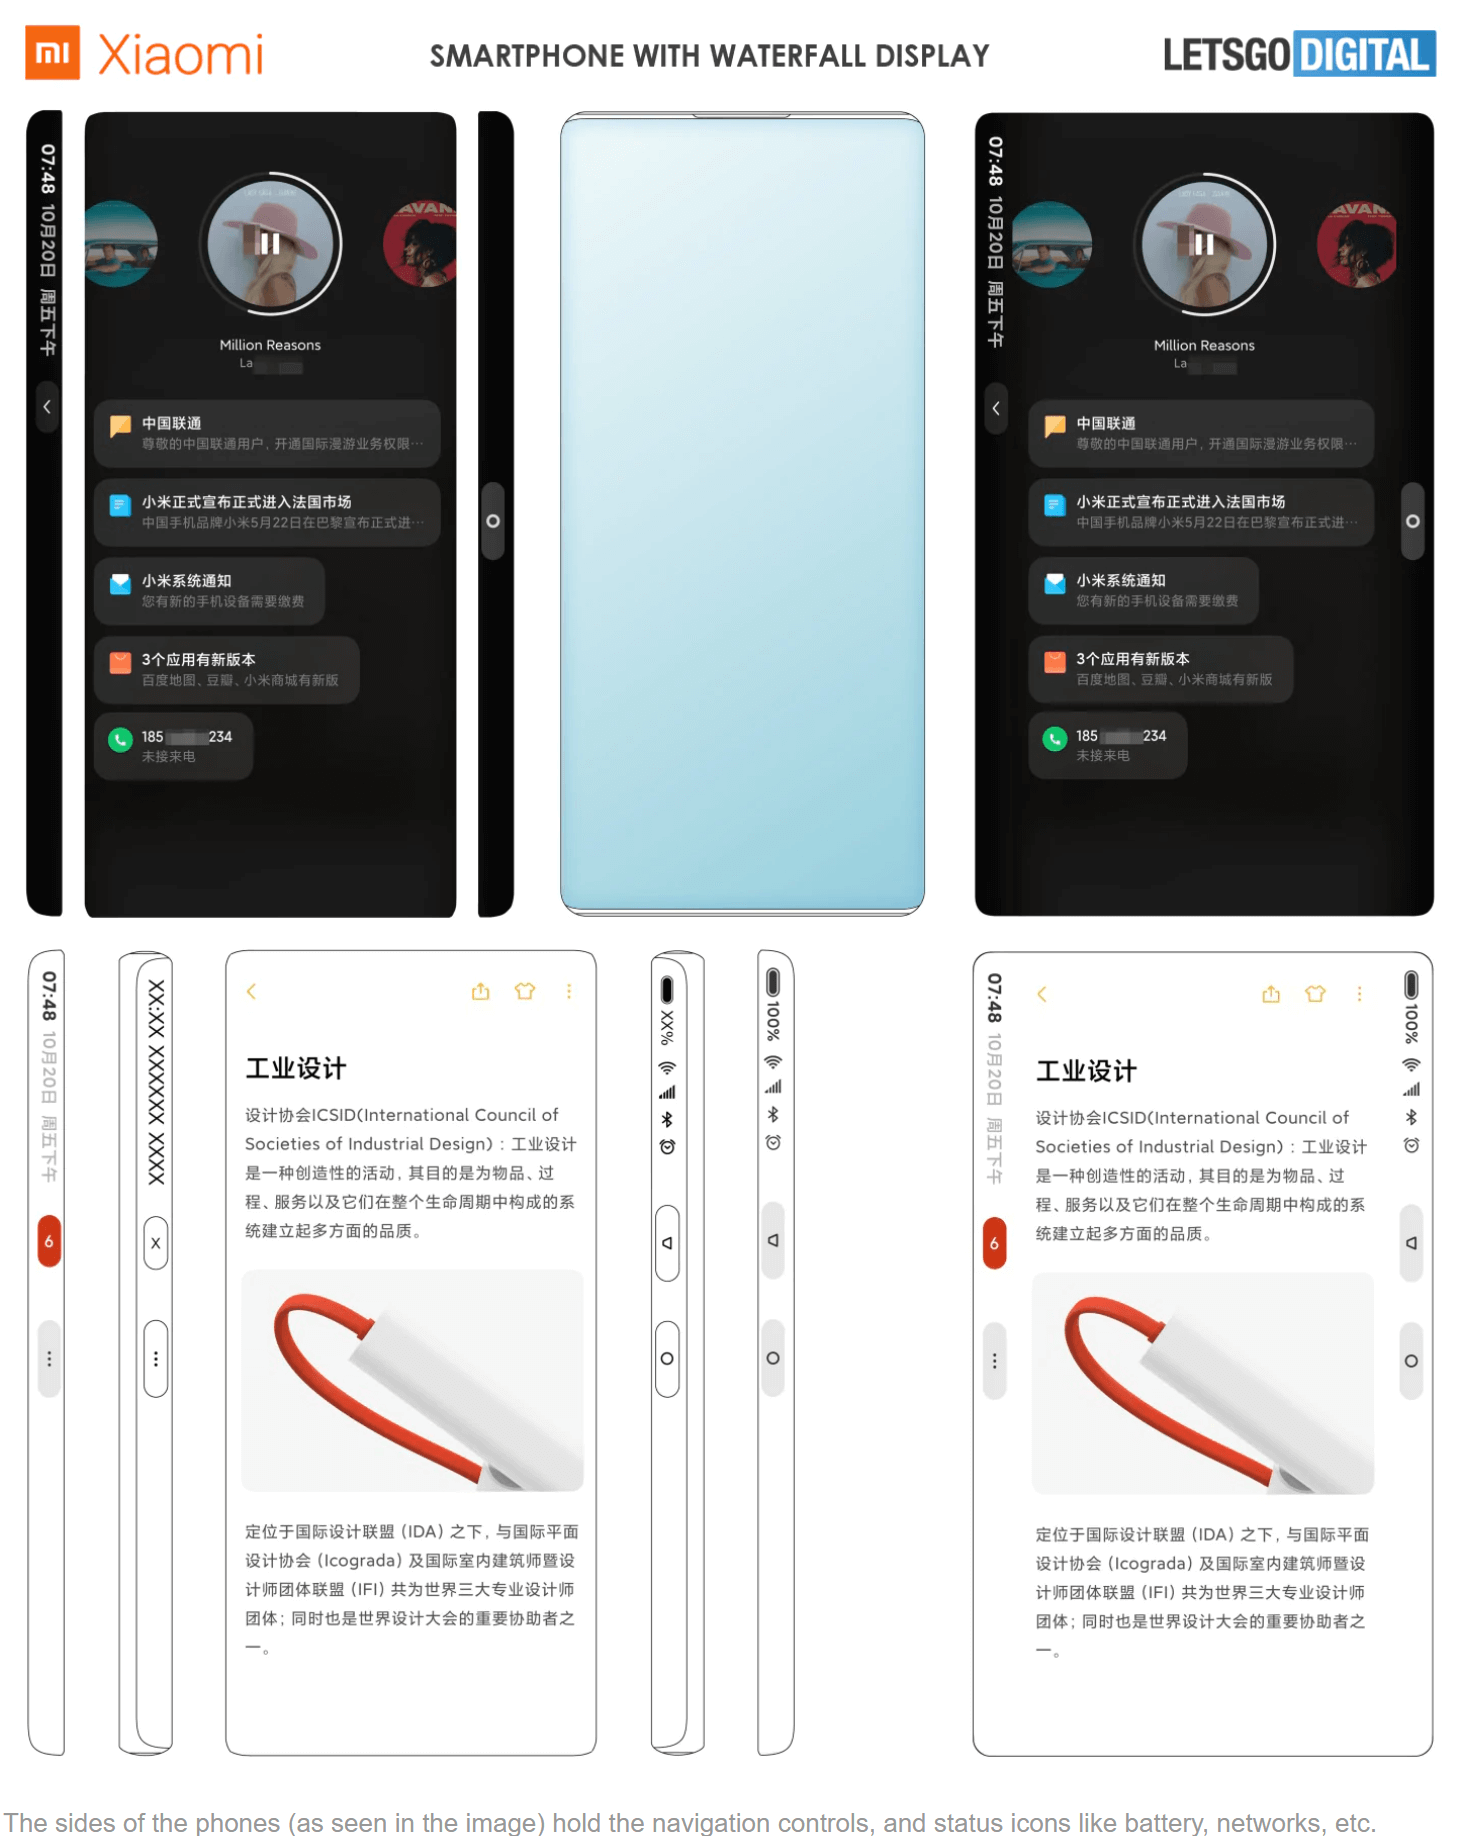 mi Xiaomi
SMARTPHONE WITH WATERFALL DISPLAY
LETSGODIGITAL
07:48 10月20日 周五下午
Million Reasons
La
中国联通
尊敬的中国联通用户，开通国际漫游业务权限…
小米正式宣布正式进入法国市场
中国手机品牌小米5月22日在巴黎宣布正式进…
小米系统通知
您有新的手机设备需要缴费
3个应用有新版本
百度地图、豆瓣、小米商城有新版
185 234
未接来电
07:48 10月20日 周五下午
AVAN
Million Reasons
La
中国联通
尊敬的中国联通用户，开通国际漫游业务权限…
小米正式宣布正式进入法国市场
中国手机品牌小米5月22日在巴黎宣布正式进…
小米系统通知
您有新的手机设备需要缴费
3个应用有新版本
百度地图、豆瓣、小米商城有新版
185 234
未接来电
07:48 10月20日 周五下午
6
XX:XX XXXXXX XXXX
X
工业设计
设计协会ICSID(International Council of
Societies of Industrial Design)：工业设计
是一种创造性的活动，其目的是为物品、过
程、服务以及它们在整个生命周期中构成的系
统建立起多方面的品质。
定位于国际设计联盟（IDA）之下，与国际平面
设计协会（Icograda）及国际室内建筑师暨设
计师团体联盟（IFI）共为世界三大专业设计师
团体；同时也是世界设计大会的重要协助者之
一。
XX%
100%
07:48 10月20日 周五下午
6
工业设计
设计协会ICSID(International Council of
Societies of Industrial Design)：工业设计
是一种创造性的活动，其目的是为物品、过
程、服务以及它们在整个生命周期中构成的系
统建立起多方面的品质。
定位于国际设计联盟（IDA）之下，与国际平面
设计协会（Icograda）及国际室内建筑师暨设
计师团体联盟（IFI）共为世界三大专业设计师
团体；同时也是世界设计大会的重要协助者之
一。
100%
The sides of the phones (as seen in the image) hold the navigation controls, and status icons like battery, networks, etc.